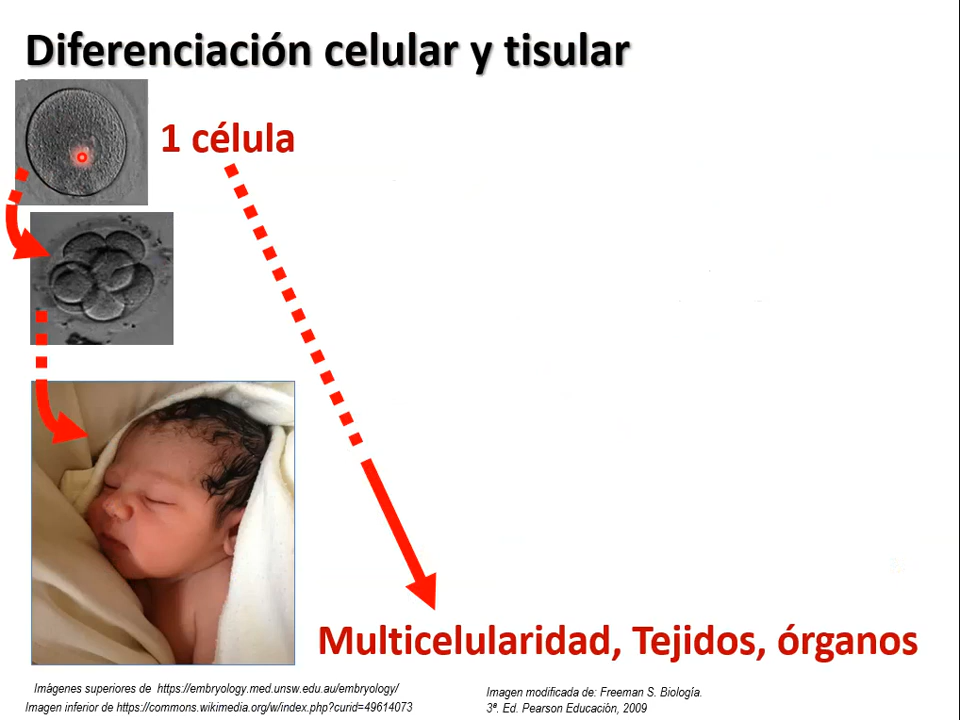 Diferenciación celular y tisular
1 célula
Multicelularidad, Tejidos, órganos
Imágenes superiores de https://embryology.med.unsw.edu.au/embryology/
Imagen inferior de https://commons.wikimedia.org/w/index.php?curid=49614073
Imagen modificada de: Freeman S. Biología.
3ª. Ed. Pearson Educación, 2009